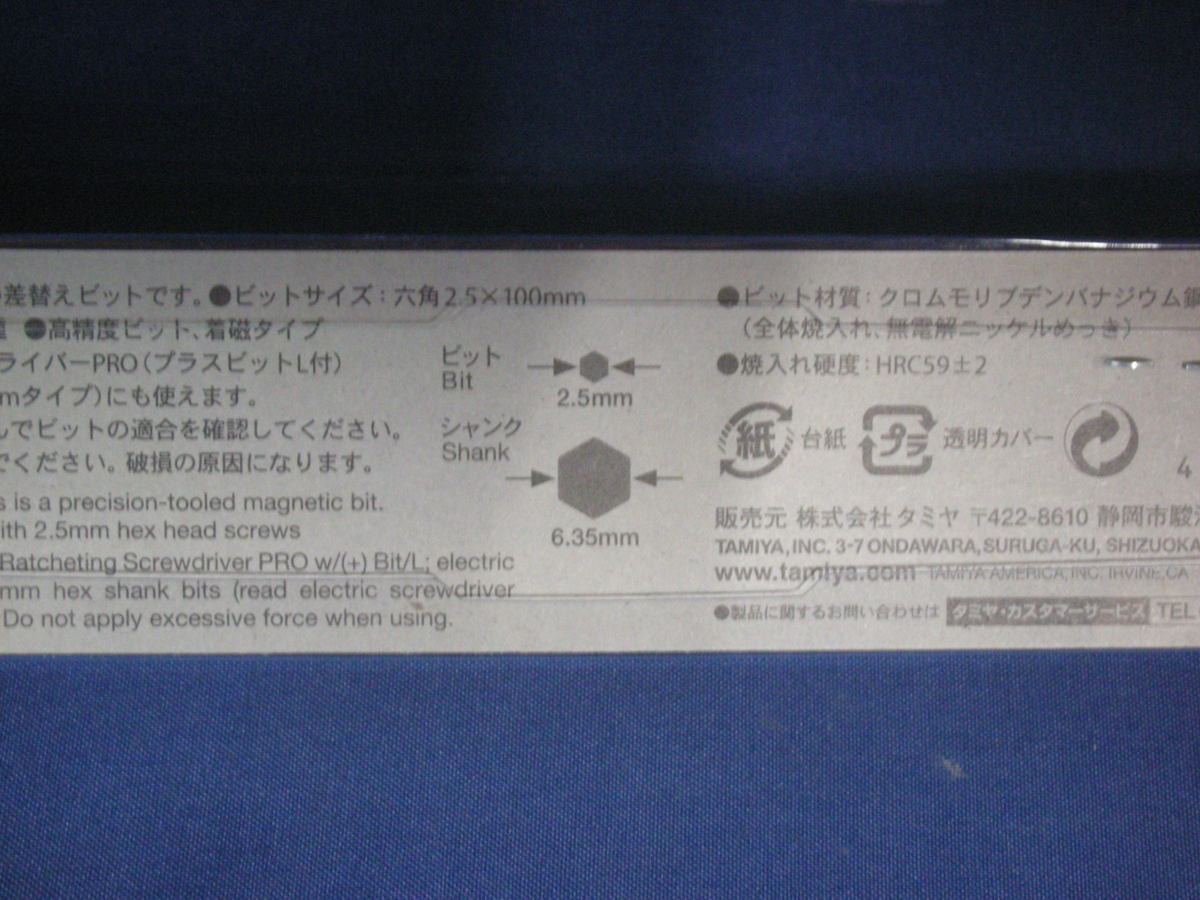 差替えビットです。●ビットサイズ：六角2.5×100mm
●高精度ビット、着磁タイプ
ライバーPRO（プラスビットL付）
mmタイプ）にも使えます。
んでビットの適合を確認してください。
でください。破損の原因になります。
s is a precision-tooled magnetic bit.
ith 2.5mm hex head screws
Ratcheting Screwdriver PRO w/(+) Bit/L; electric
mm hex shank bits (read electric screwdriver
Do not apply excessive force when using.
ビット
Bit
2.5mm
シャンク
Shank
6.35mm
●ビット材質：クロムモリブデンバナジウム鋼
（全体焼入れ、無電解ニッケルめっき）
●焼入れ硬度：HRC59±2
紙 台紙 プラ 透明カバー
4
販売元 株式会社タミヤ 〒422-8610 静岡市駿河
TAMIYA, INC. 3-7 ONDAWARA, SURUGA-KU, SHIZUOKA
www.tamiya.com TAMIYA AMERICA, INC. IRVINE, CA
●製品に関するお問い合わせは タミヤ・カスタマーサービス TEL